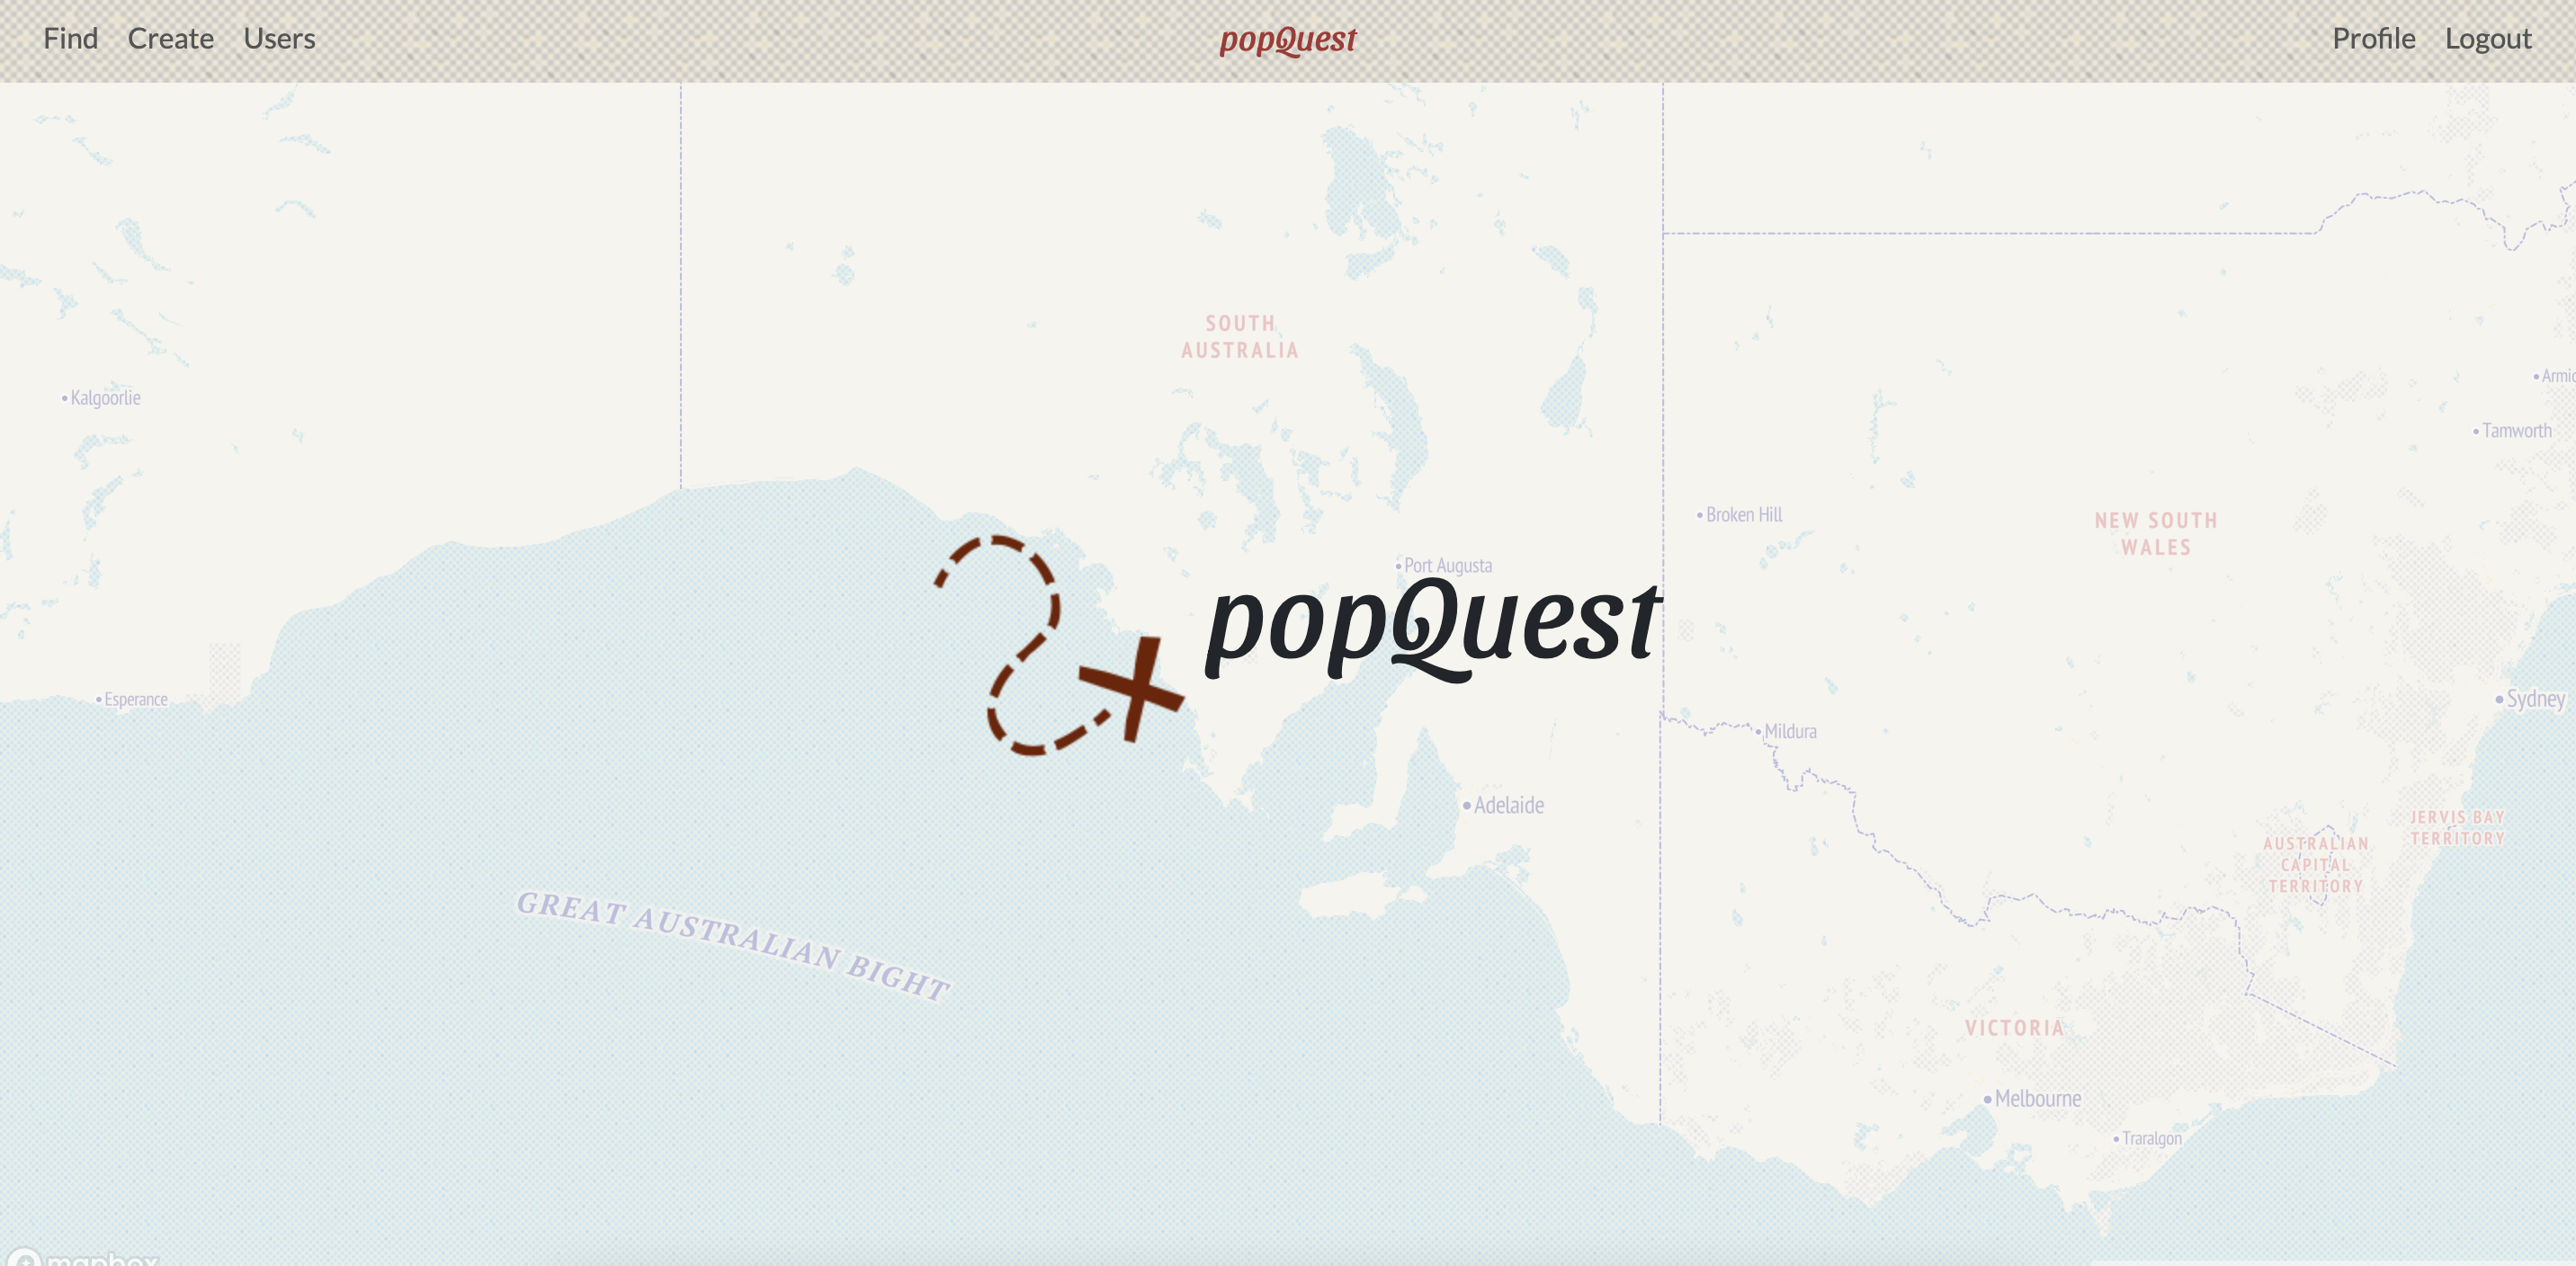 Find Create Users
popQuest
Profile Logout
SOUTH
AUSTRALIA
Kalgoorlie
Tamworth
Broken Hill
NEW SOUTH
WALES
Port Augusta
popQuest
Esperance
Sydney
Mildura
Adelaide
JERVIS BAY
TERRITORY
AUSTRALIAN
CAPITAL
TERRITORY
GREAT AUSTRALIAN BIGHT
VICTORIA
Melbourne
Traralgon
mapbox